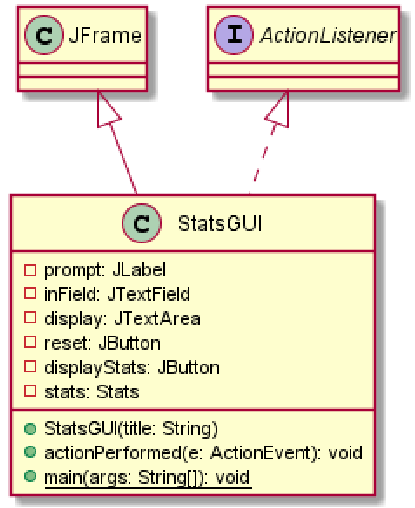 C JFrame
I ActionListener
C StatsGUI
prompt: JLabel
inField: JTextField
display: JTextArea
reset: JButton
displayStats: JButton
stats: Stats
StatsGUI(title: String)
actionPerformed(e: ActionEvent): void
main(args: String[]): void